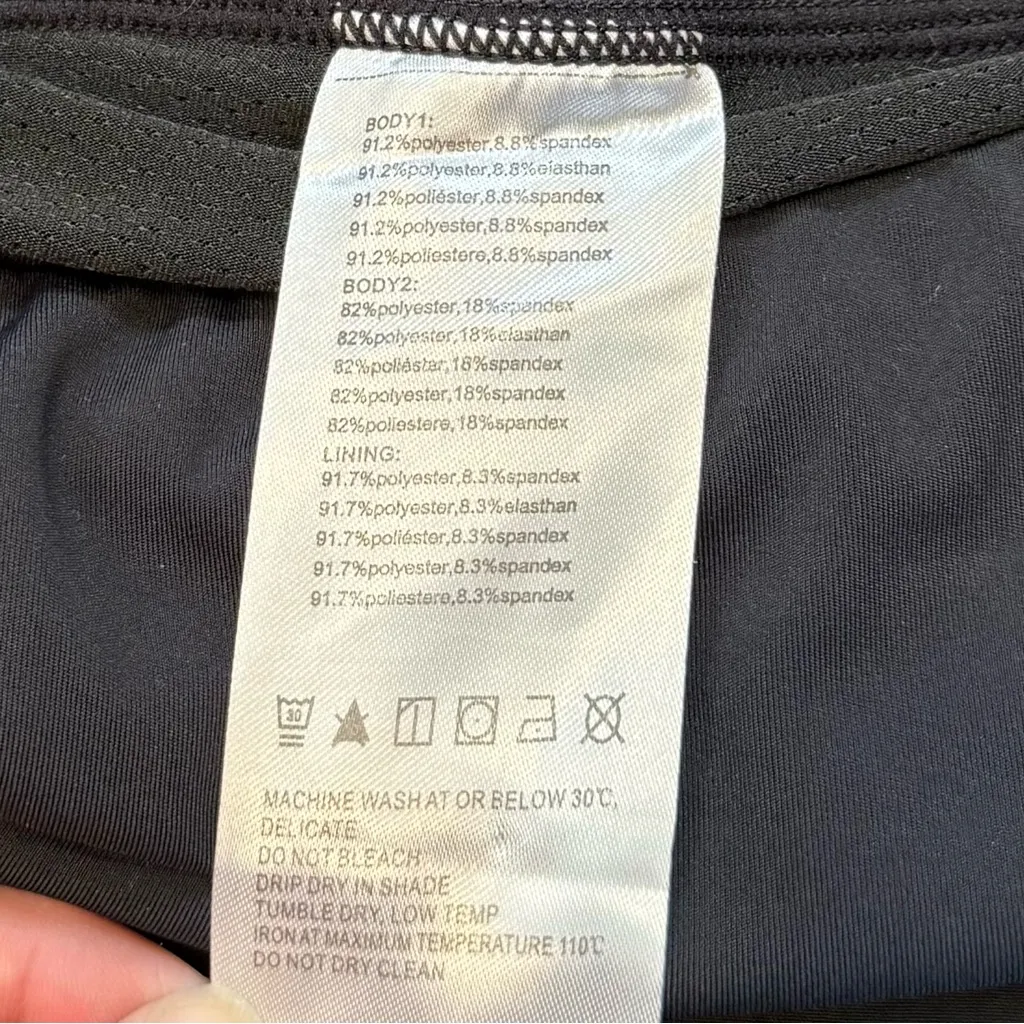 BODY1:
91.2%polyester,8.8%spandex
91.2%polyester,8.8%elasthan
91.2%poliéster,8.8%spandex
91.2%polyester,8.8%spandex
91.2%poliestere,8.8%spandex
BODY2:
82%polyester,18%spandex
82%polyester,18%elasthan
82%poliéster,18%spandex
82%polyester,18%spandex
82%poliestere,18%spandex
LINING:
91.7%polyester,8.3%spandex
91.7%polyester,8.3%elasthan
91.7%poliéster,8.3%spandex
91.7%polyester,8.3%spandex
91.7%poliestere,8.3%spandex
30
MACHINE WASH AT OR BELOW 30℃,
DELICATE
DO NOT BLEACH
DRIP DRY IN SHADE
TUMBLE DRY, LOW TEMP
IRON AT MAXIMUM TEMPERATURE 110℃
DO NOT DRY CLEAN